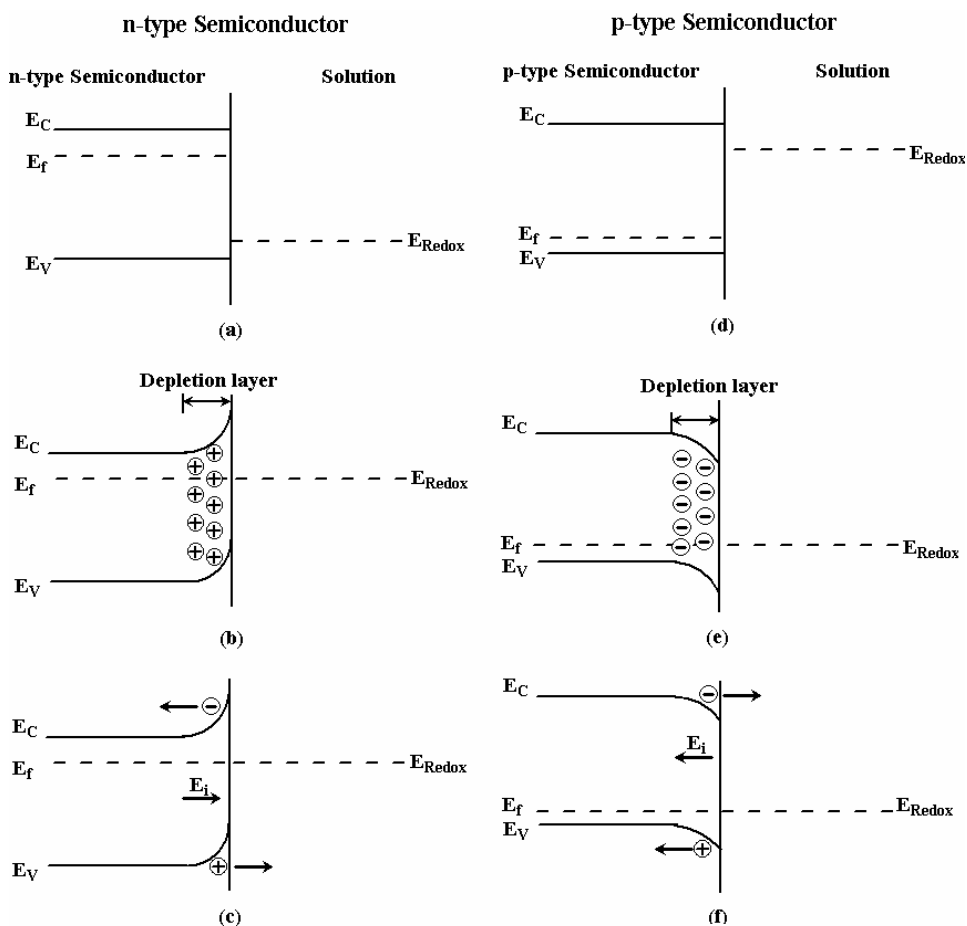 n-type Semiconductor
p-type Semiconductor
n-type Semiconductor Solution
p-type Semiconductor Solution
E_C
E_f
E_V
E_Redox
(a)
E_C
E_Redox
E_f
E_V
(d)
Depletion layer
E_C
E_f
E_Redox
E_V
(b)
Depletion layer
E_C
E_f
E_V
E_Redox
(e)
E_C
E_f
E_Redox
E_i
E_V
(c)
E_C
E_i
E_f
E_V
E_Redox
(f)